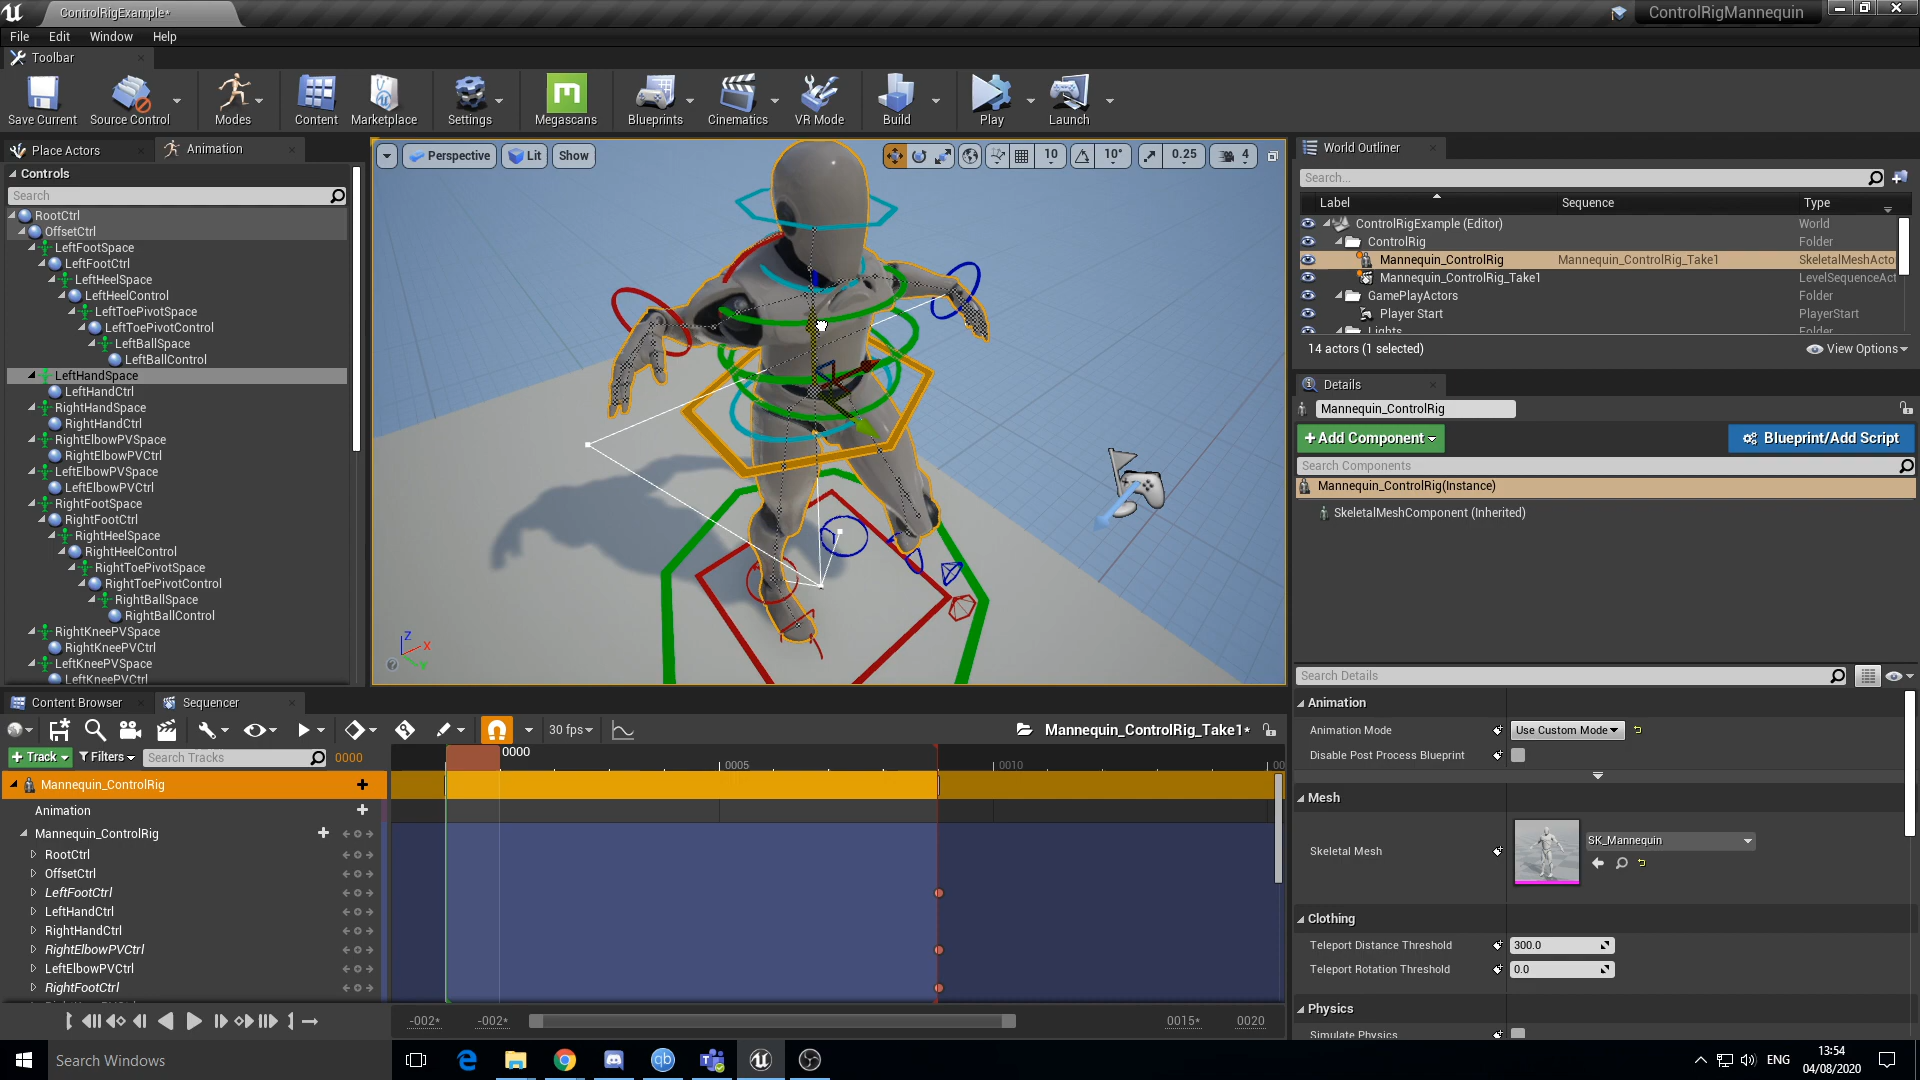 ControlRigExample*
ControlRigMannequin
File Edit Window Help
Toolbar
Save Current
Source Control
Modes
Content
Marketplace
Settings
Megascans
Blueprints
Cinematics
VR Mode
Build
Play
Launch
Place Actors
Animation
Controls
Search
RootCtrl
OffsetCtrl
LeftFootSpace
LeftFootCtrl
LeftHeelSpace
LeftHeelControl
LeftToePivotSpace
LeftToePivotControl
LeftBallSpace
LeftBallControl
LeftHandSpace
LeftHandCtrl
RightHandSpace
RightHandCtrl
RightElbowPVSpace
RightElbowPVCtrl
LeftElbowPVSpace
LeftElbowPVCtrl
RightFootSpace
RightFootCtrl
RightHeelSpace
RightHeelControl
RightToePivotSpace
RightToePivotControl
RightBallSpace
RightBallControl
RightKneePVSpace
RightKneePVCtrl
LeftKneePVSpace
LeftKneePVCtrl
Perspective
Lit
Show
10
10°
0.25
4
Z
X
Y
World Outliner
Search...
Label Sequence Type
ControlRigExample (Editor) World
ControlRig Folder
Mannequin_ControlRig Mannequin_ControlRig_Take1 SkeletalMeshActo
Mannequin_ControlRig_Take1 LevelSequenceAct
GamePlayActors Folder
Player Start PlayerStart
Lights Folder
14 actors (1 selected)
View Options
Details
Mannequin_ControlRig
+Add Component
Blueprint/Add Script
Search Components
Mannequin_ControlRig(Instance)
SkeletalMeshComponent (Inherited)
Search Details
Animation
Animation Mode Use Custom Mode
Disable Post Process Blueprint
Mesh
Skeletal Mesh SK_Mannequin
Clothing
Teleport Distance Threshold 300.0
Teleport Rotation Threshold 0.0
Physics
Simulate Physics
Content Browser
Sequencer
30 fps
Mannequin_ControlRig_Take1*
+ Track
Filters
Search Tracks
0000
0000
0005
0010
00
Mannequin_ControlRig
Animation
Mannequin_ControlRig
RootCtrl
OffsetCtrl
LeftFootCtrl
LeftHandCtrl
RightHandCtrl
RightElbowPVCtrl
LeftElbowPVCtrl
RightFootCtrl
-002*
-002*
0015*
0020
Search Windows
ENG
13:54
04/08/2020